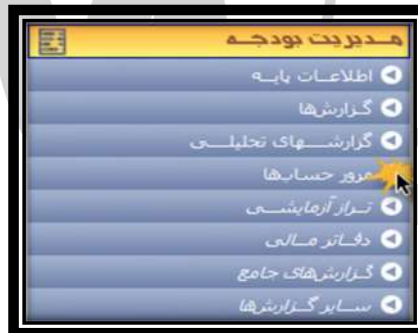 مدیریت بودجه
اطلاعات پایه
گزارش‌ها
گزارشهای تحلیلی
مرور حساب‌ها
تراز آزمایشی
دفاتر مالی
گزارش‌های جامع
سایر گزارش‌ها